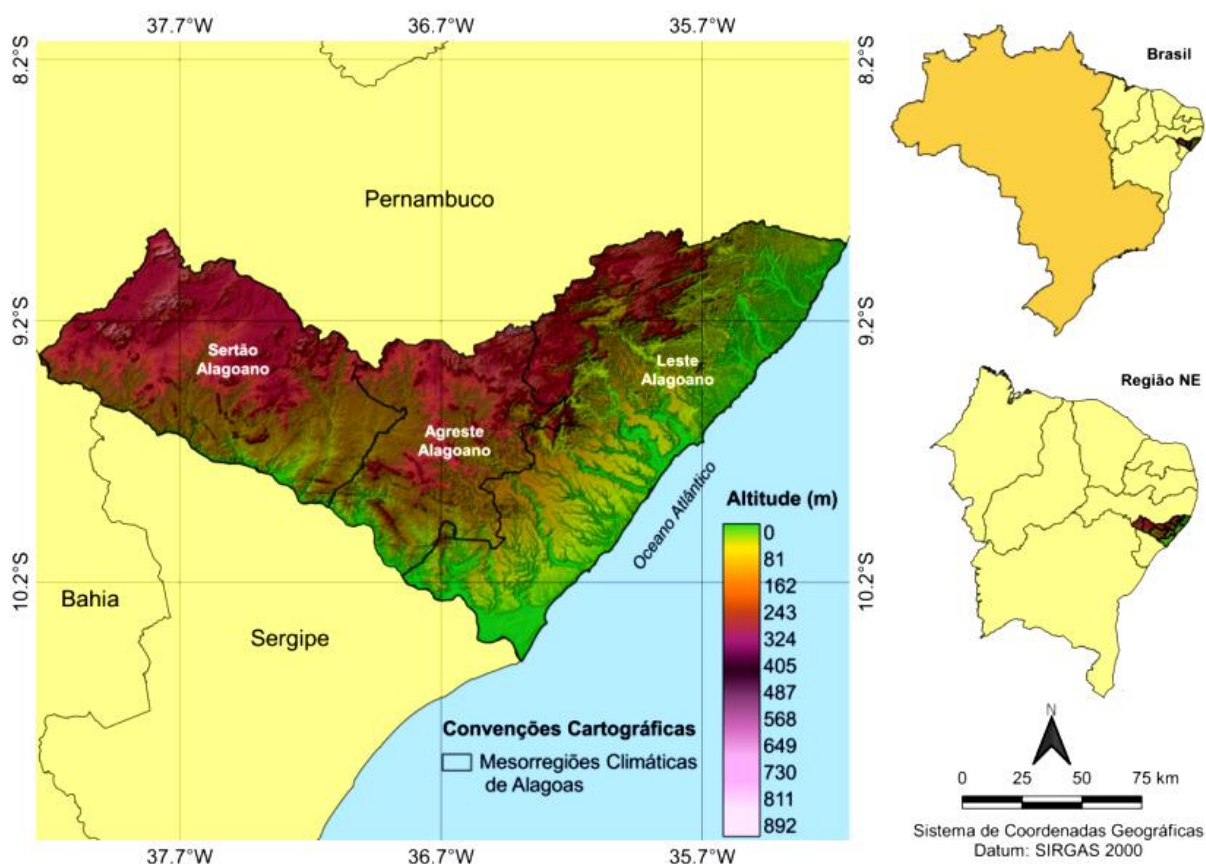 37.7°W
36.7°W
35.7°W
8.2°S
8.2°S
Brasil
Pernambuco
9.2°S
9.2°S
Sertão
Alagoano
Leste
Alagoano
Agreste
Alagoano
Região NE
Oceano Atlântico
Altitude (m)
0
81
162
243
324
405
487
568
649
730
811
892
10.2°S
10.2°S
Bahia
Sergipe
Convenções Cartográficas
Mesorregiões Climáticas
de Alagoas
N
0 25 50 75 km
Sistema de Coordenadas Geográficas
Datum: SIRGAS 2000
37.7°W
36.7°W
35.7°W